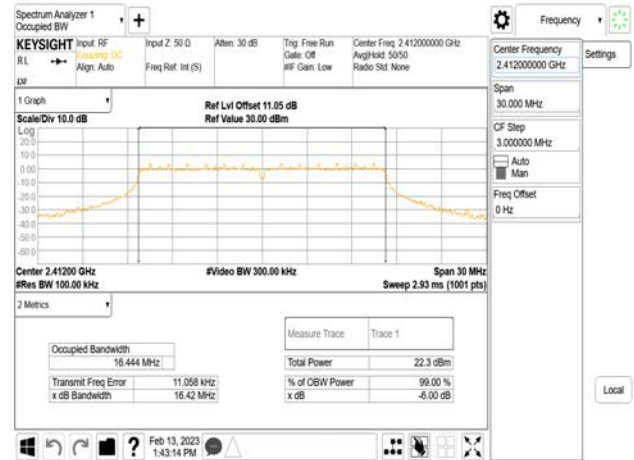 Spectrum Analyzer 1
Occupied BW
Frequency
KEYSIGHT Input: RF Input Z: 50 Ω Atten: 30 dB Trig: Free Run Center Freq: 2.412000000 GHz
RL Coupling: DC Gate: Off Avg|Hold: 50/50
Align: Auto Freq Ref: Int (S) #IF Gain: Low Radio Std: None
LXI
Center Frequency
2.412000000 GHz
Settings
Span
30.000 MHz
CF Step
3.000000 MHz
Auto
Man
Freq Offset
0 Hz
Local
1 Graph
Ref Lvl Offset 11.05 dB
Scale/Div 10.0 dB Ref Value 30.00 dBm
Log
20.0
10.0
0.00
-10.0
-20.0
-30.0
-40.0
-50.0
-60.0
Center 2.41200 GHz #Video BW 300.00 kHz Span 30 MHz
#Res BW 100.00 kHz Sweep 2.93 ms (1001 pts)
2 Metrics
Measure Trace Trace 1
Occupied Bandwidth
16.444 MHz
Total Power 22.3 dBm
Transmit Freq Error 11.058 kHz % of OBW Power 99.00 %
x dB Bandwidth 16.42 MHz x dB -6.00 dB
? Feb 13, 2023
1:43:14 PM